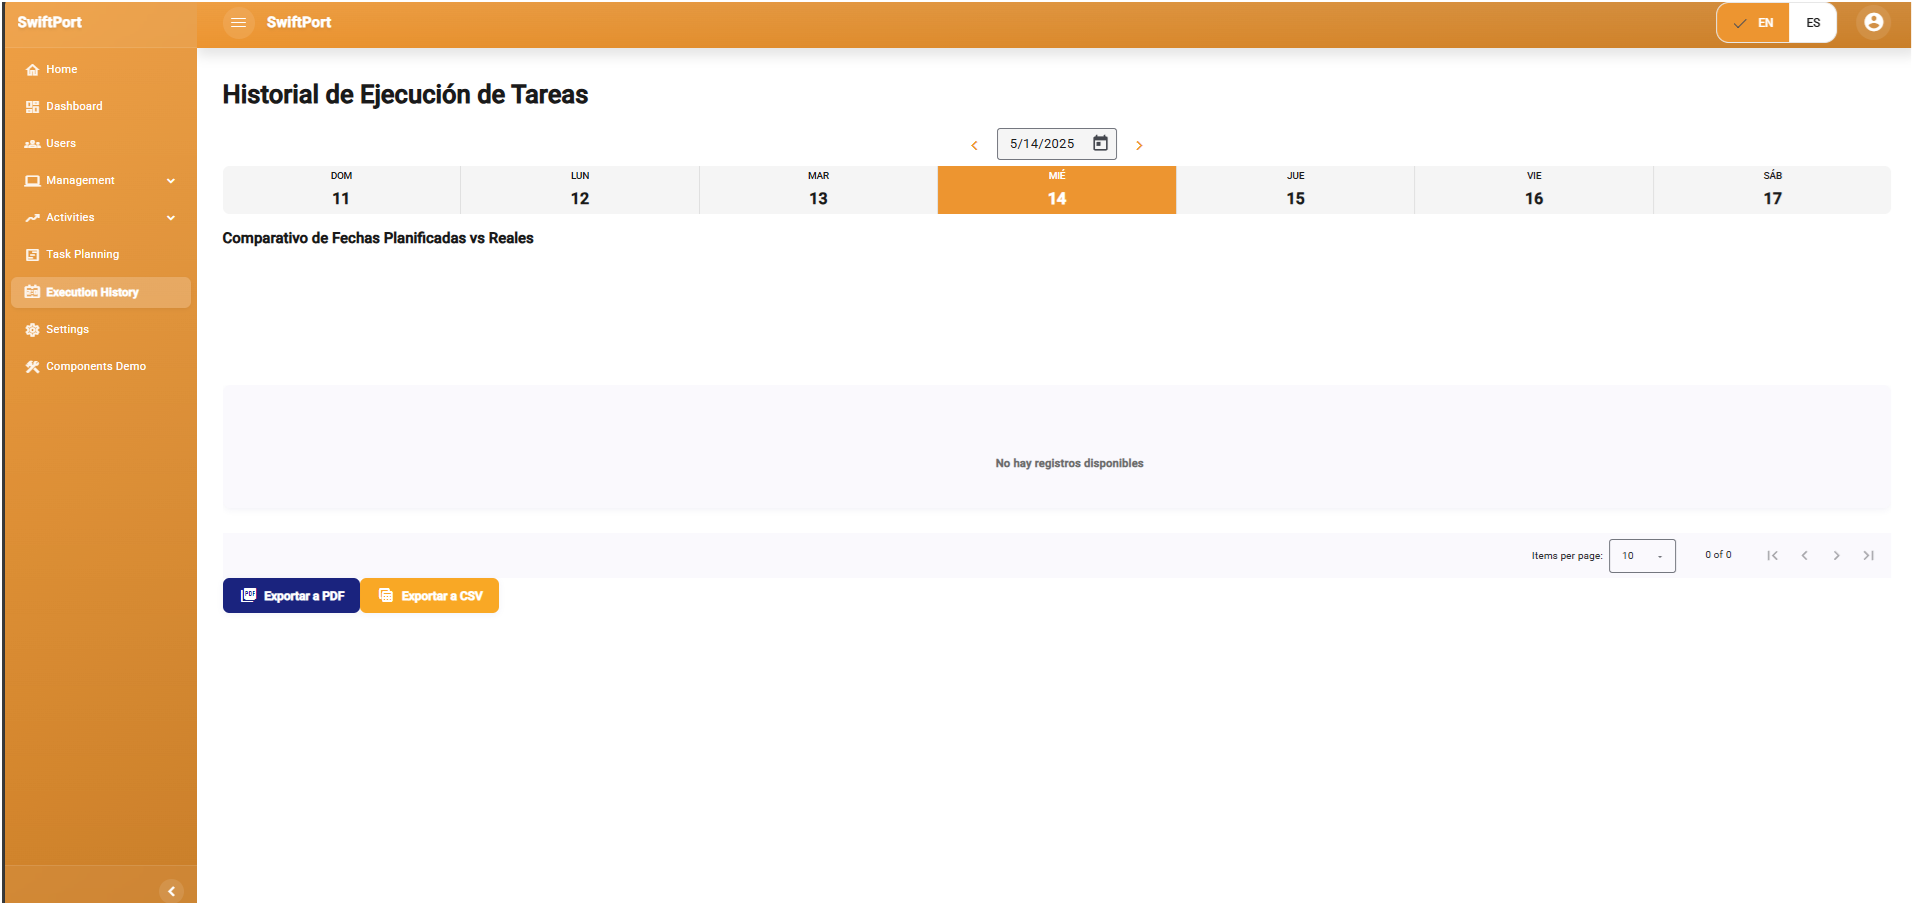 SwiftPort
SwiftPort
EN
ES
Home
Dashboard
Users
Management
Activities
Task Planning
Execution History
Settings
Components Demo
Historial de Ejecución de Tareas
5/14/2025
DOM LUN MAR MIÉ JUE VIE SÁB
11 12 13 14 15 16 17
Comparativo de Fechas Planificadas vs Reales
No hay registros disponibles
Items per page: 10 0 of 0
PDF Exportar a PDF Exportar a CSV